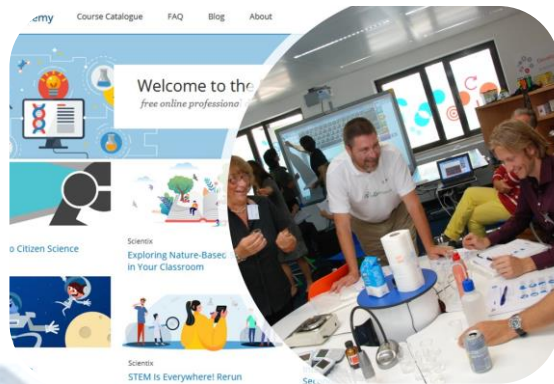 emy Course Catalogue FAQ Blog About
Welcome to the
free online professional
Scientix
o Citizen Science
Exploring Nature-Based
in Your Classroom
Scientix
STEM Is Everywhere! Rerun
Sec